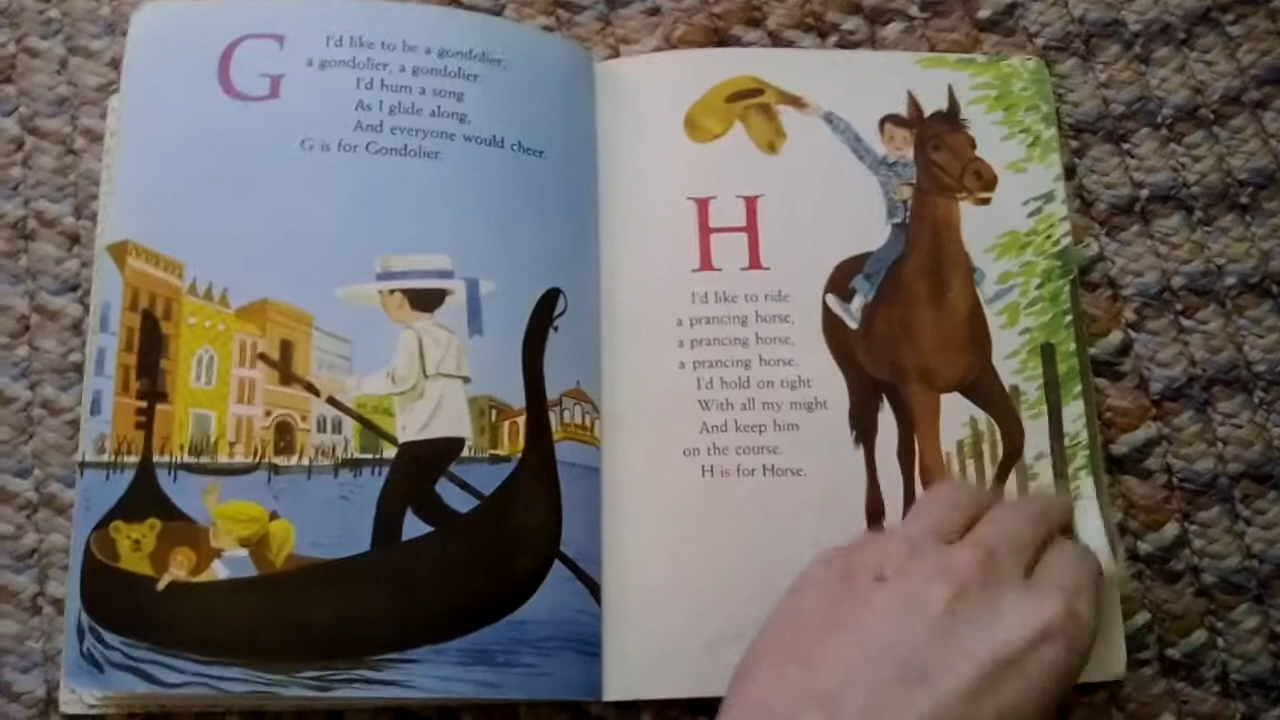 G
I'd like to be a gondolier,
a gondolier, a gondolier.
I'd hum a song
As I glide along,
And everyone would cheer.
G is for Gondolier.
H
I'd like to ride
a prancing horse,
a prancing horse,
a prancing horse.
I'd hold on tight
With all my might
And keep him
on the course.
H is for Horse.